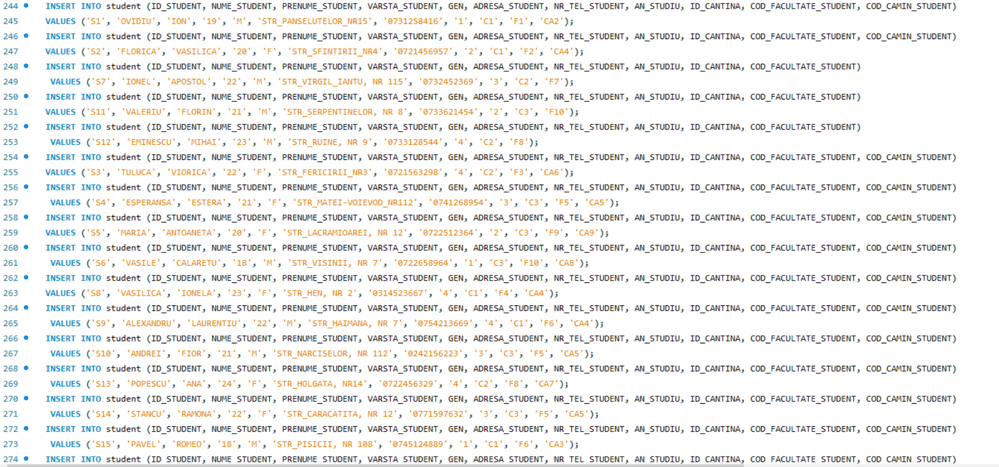 244 INSERT INTO student (ID_STUDENT, NUME_STUDENT, PRENUME_STUDENT, VARSTA_STUDENT, GEN, ADRESA_STUDENT, NR_TEL_STUDENT, AN_STUDIU, ID_CANTINA, COD_FACULTATE_STUDENT, COD_CAMIN_STUDENT)
245 VALUES ('S1', 'OVIDIU', 'ION', '19', 'M', 'STR_PANSELUTELOR_NR15', '0731258416', '1', 'C1', 'F1', 'CA2');
246 INSERT INTO student (ID_STUDENT, NUME_STUDENT, PRENUME_STUDENT, VARSTA_STUDENT, GEN, ADRESA_STUDENT, NR_TEL_STUDENT, AN_STUDIU, ID_CANTINA, COD_FACULTATE_STUDENT, COD_CAMIN_STUDENT)
247 VALUES ('S2', 'FLORICA', 'VASILICA', '20', 'F', 'STR_SFINTIRII_NR4', '0721456957', '2', 'C1', 'F2', 'CA4');
248 INSERT INTO student (ID_STUDENT, NUME_STUDENT, PRENUME_STUDENT, VARSTA_STUDENT, GEN, ADRESA_STUDENT, NR_TEL_STUDENT, AN_STUDIU, ID_CANTINA, COD_FACULTATE_STUDENT)
249 VALUES ('S7', 'IONEL', 'APOSTOL', '22', 'M', 'STR_VIRGIL_IANTU, NR 115', '0732452369', '3', 'C2', 'F7');
250 INSERT INTO student (ID_STUDENT, NUME_STUDENT, PRENUME_STUDENT, VARSTA_STUDENT, GEN, ADRESA_STUDENT, NR_TEL_STUDENT, AN_STUDIU, ID_CANTINA, COD_FACULTATE_STUDENT)
251 VALUES ('S11', 'VALERIU', 'FLORIN', '21', 'M', 'STR_SERPENTINELOR, NR 8', '0733621454', '2', 'C3', 'F10');
252 INSERT INTO student (ID_STUDENT, NUME_STUDENT, PRENUME_STUDENT, VARSTA_STUDENT, GEN, ADRESA_STUDENT, NR_TEL_STUDENT, AN_STUDIU, ID_CANTINA, COD_FACULTATE_STUDENT)
253 VALUES ('S12', 'EMINESCU', 'MIHAI', '23', 'M', 'STR_RUINE, NR 9', '0733128544', '4', 'C2', 'F8');
254 INSERT INTO student (ID_STUDENT, NUME_STUDENT, PRENUME_STUDENT, VARSTA_STUDENT, GEN, ADRESA_STUDENT, NR_TEL_STUDENT, AN_STUDIU, ID_CANTINA, COD_FACULTATE_STUDENT, COD_CAMIN_STUDENT)
255 VALUES ('S3', 'TULUCA', 'VIORICA', '22', 'F', 'STR_FERICIRII_NR3', '0721563298', '4', 'C2', 'F3', 'CA6');
256 INSERT INTO student (ID_STUDENT, NUME_STUDENT, PRENUME_STUDENT, VARSTA_STUDENT, GEN, ADRESA_STUDENT, NR_TEL_STUDENT, AN_STUDIU, ID_CANTINA, COD_FACULTATE_STUDENT, COD_CAMIN_STUDENT)
257 VALUES ('S4', 'ESPERANSA', 'ESTERA', '21', 'F', 'STR_MATEI-VOIEVOD_NR112', '0741268954', '3', 'C3', 'F5', 'CA5');
258 INSERT INTO student (ID_STUDENT, NUME_STUDENT, PRENUME_STUDENT, VARSTA_STUDENT, GEN, ADRESA_STUDENT, NR_TEL_STUDENT, AN_STUDIU, ID_CANTINA, COD_FACULTATE_STUDENT, COD_CAMIN_STUDENT)
259 VALUES ('S5', 'MARIA', 'ANTOANETA', '20', 'F', 'STR_LACRAMIOAREI, NR 12', '0722512364', '2', 'C3', 'F9', 'CA9');
260 INSERT INTO student (ID_STUDENT, NUME_STUDENT, PRENUME_STUDENT, VARSTA_STUDENT, GEN, ADRESA_STUDENT, NR_TEL_STUDENT, AN_STUDIU, ID_CANTINA, COD_FACULTATE_STUDENT, COD_CAMIN_STUDENT)
261 VALUES ('S6', 'VASILE', 'CALARETU', '18', 'M', 'STR_VISINII, NR 7', '0722658964', '1', 'C3', 'F10', 'CA8');
262 INSERT INTO student (ID_STUDENT, NUME_STUDENT, PRENUME_STUDENT, VARSTA_STUDENT, GEN, ADRESA_STUDENT, NR_TEL_STUDENT, AN_STUDIU, ID_CANTINA, COD_FACULTATE_STUDENT, COD_CAMIN_STUDENT)
263 VALUES ('S8', 'VASILICA', 'IONELA', '23', 'F', 'STR_HEN, NR 2', '0314523667', '4', 'C1', 'F4', 'CA4');
264 INSERT INTO student (ID_STUDENT, NUME_STUDENT, PRENUME_STUDENT, VARSTA_STUDENT, GEN, ADRESA_STUDENT, NR_TEL_STUDENT, AN_STUDIU, ID_CANTINA, COD_FACULTATE_STUDENT, COD_CAMIN_STUDENT)
265 VALUES ('S9', 'ALEXANDRU', 'LAURENTIU', '22', 'M', 'STR_HAIMANA, NR 7', '0754213669', '4', 'C1', 'F6', 'CA4');
266 INSERT INTO student (ID_STUDENT, NUME_STUDENT, PRENUME_STUDENT, VARSTA_STUDENT, GEN, ADRESA_STUDENT, NR_TEL_STUDENT, AN_STUDIU, ID_CANTINA, COD_FACULTATE_STUDENT, COD_CAMIN_STUDENT)
267 VALUES ('S10', 'ANDREI', 'FIOR', '21', 'M', 'STR_NARCISELOR, NR 112', '0242156223', '3', 'C3', 'F5', 'CA5');
268 INSERT INTO student (ID_STUDENT, NUME_STUDENT, PRENUME_STUDENT, VARSTA_STUDENT, GEN, ADRESA_STUDENT, NR_TEL_STUDENT, AN_STUDIU, ID_CANTINA, COD_FACULTATE_STUDENT, COD_CAMIN_STUDENT)
269 VALUES ('S13', 'POPESCU', 'ANA', '24', 'F', 'STR_HOLGATA, NR14', '0722456329', '4', 'C2', 'F8', 'CA7');
270 INSERT INTO student (ID_STUDENT, NUME_STUDENT, PRENUME_STUDENT, VARSTA_STUDENT, GEN, ADRESA_STUDENT, NR_TEL_STUDENT, AN_STUDIU, ID_CANTINA, COD_FACULTATE_STUDENT, COD_CAMIN_STUDENT)
271 VALUES ('S14', 'STANCU', 'RAMONA', '22', 'F', 'STR_CARACATITA, NR 12', '0771597632', '3', 'C3', 'F5', 'CA5');
272 INSERT INTO student (ID_STUDENT, NUME_STUDENT, PRENUME_STUDENT, VARSTA_STUDENT, GEN, ADRESA_STUDENT, NR_TEL_STUDENT, AN_STUDIU, ID_CANTINA, COD_FACULTATE_STUDENT, COD_CAMIN_STUDENT)
273 VALUES ('S15', 'PAVEL', 'ROMEO', '18', 'M', 'STR_PISICII, NR 108', '0745124889', '1', 'C1', 'F6', 'CA3');
274 INSERT INTO student (ID_STUDENT, NUME_STUDENT, PRENUME_STUDENT, VARSTA_STUDENT, GEN, ADRESA_STUDENT, NR_TEL_STUDENT, AN_STUDIU, ID_CANTINA, COD_FACULTATE_STUDENT, COD_CAMIN_STUDENT)